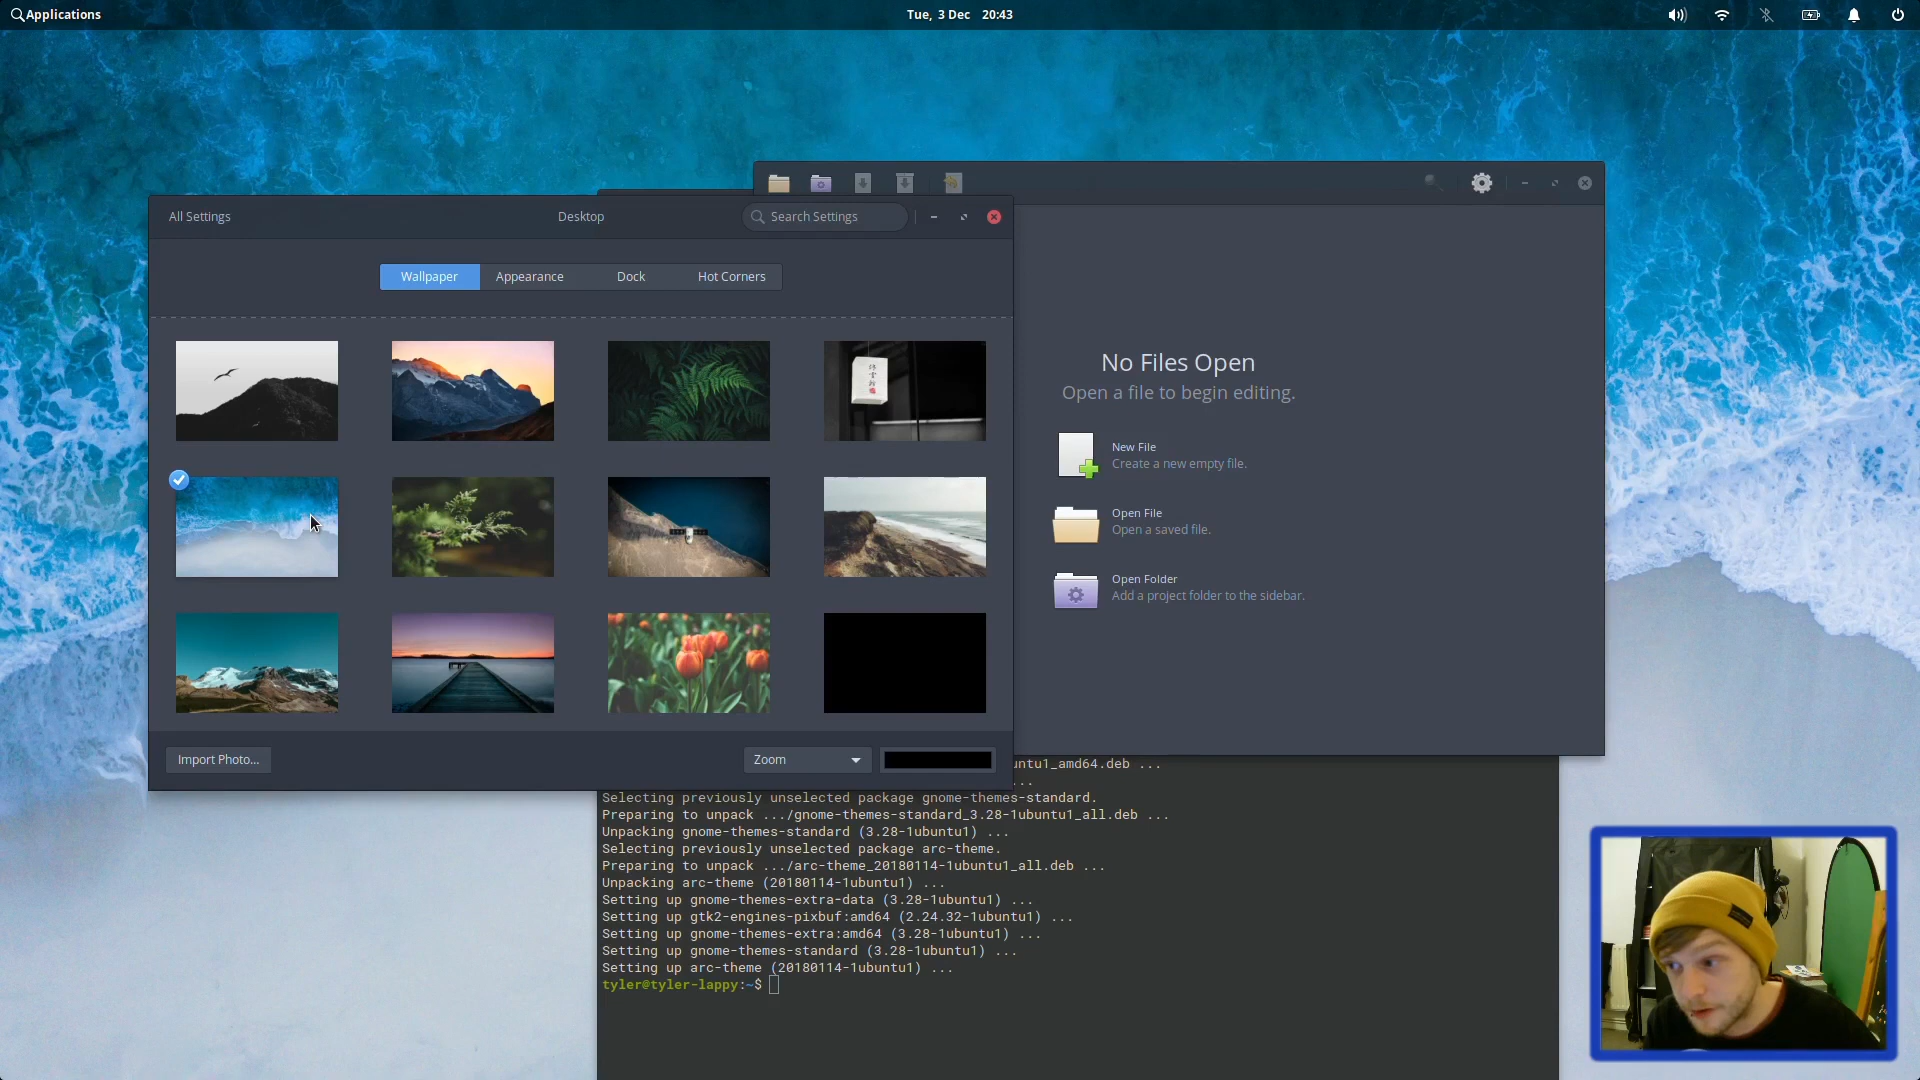 Applications
Tue, 3 Dec 20:43
All Settings
Desktop
Search Settings
Wallpaper
Appearance
Dock
Hot Corners
Import Photo...
Zoom
No Files Open
Open a file to begin editing.
New File
Create a new empty file.
Open File
Open a saved file.
Open Folder
Add a project folder to the sidebar.
untu1_amd64.deb ...
...
Selecting previously unselected package gnome-themes-standard.
Preparing to unpack .../gnome-themes-standard_3.28-1ubuntu1_all.deb ...
Unpacking gnome-themes-standard (3.28-1ubuntu1) ...
Selecting previously unselected package arc-theme.
Preparing to unpack .../arc-theme_20180114-1ubuntu1_all.deb ...
Unpacking arc-theme (20180114-1ubuntu1) ...
Setting up gnome-themes-extra-data (3.28-1ubuntu1) ...
Setting up gtk2-engines-pixbuf:amd64 (2.24.32-1ubuntu1) ...
Setting up gnome-themes-extra:amd64 (3.28-1ubuntu1) ...
Setting up gnome-themes-standard (3.28-1ubuntu1) ...
Setting up arc-theme (20180114-1ubuntu1) ...
tyler@tyler-lappy:~$